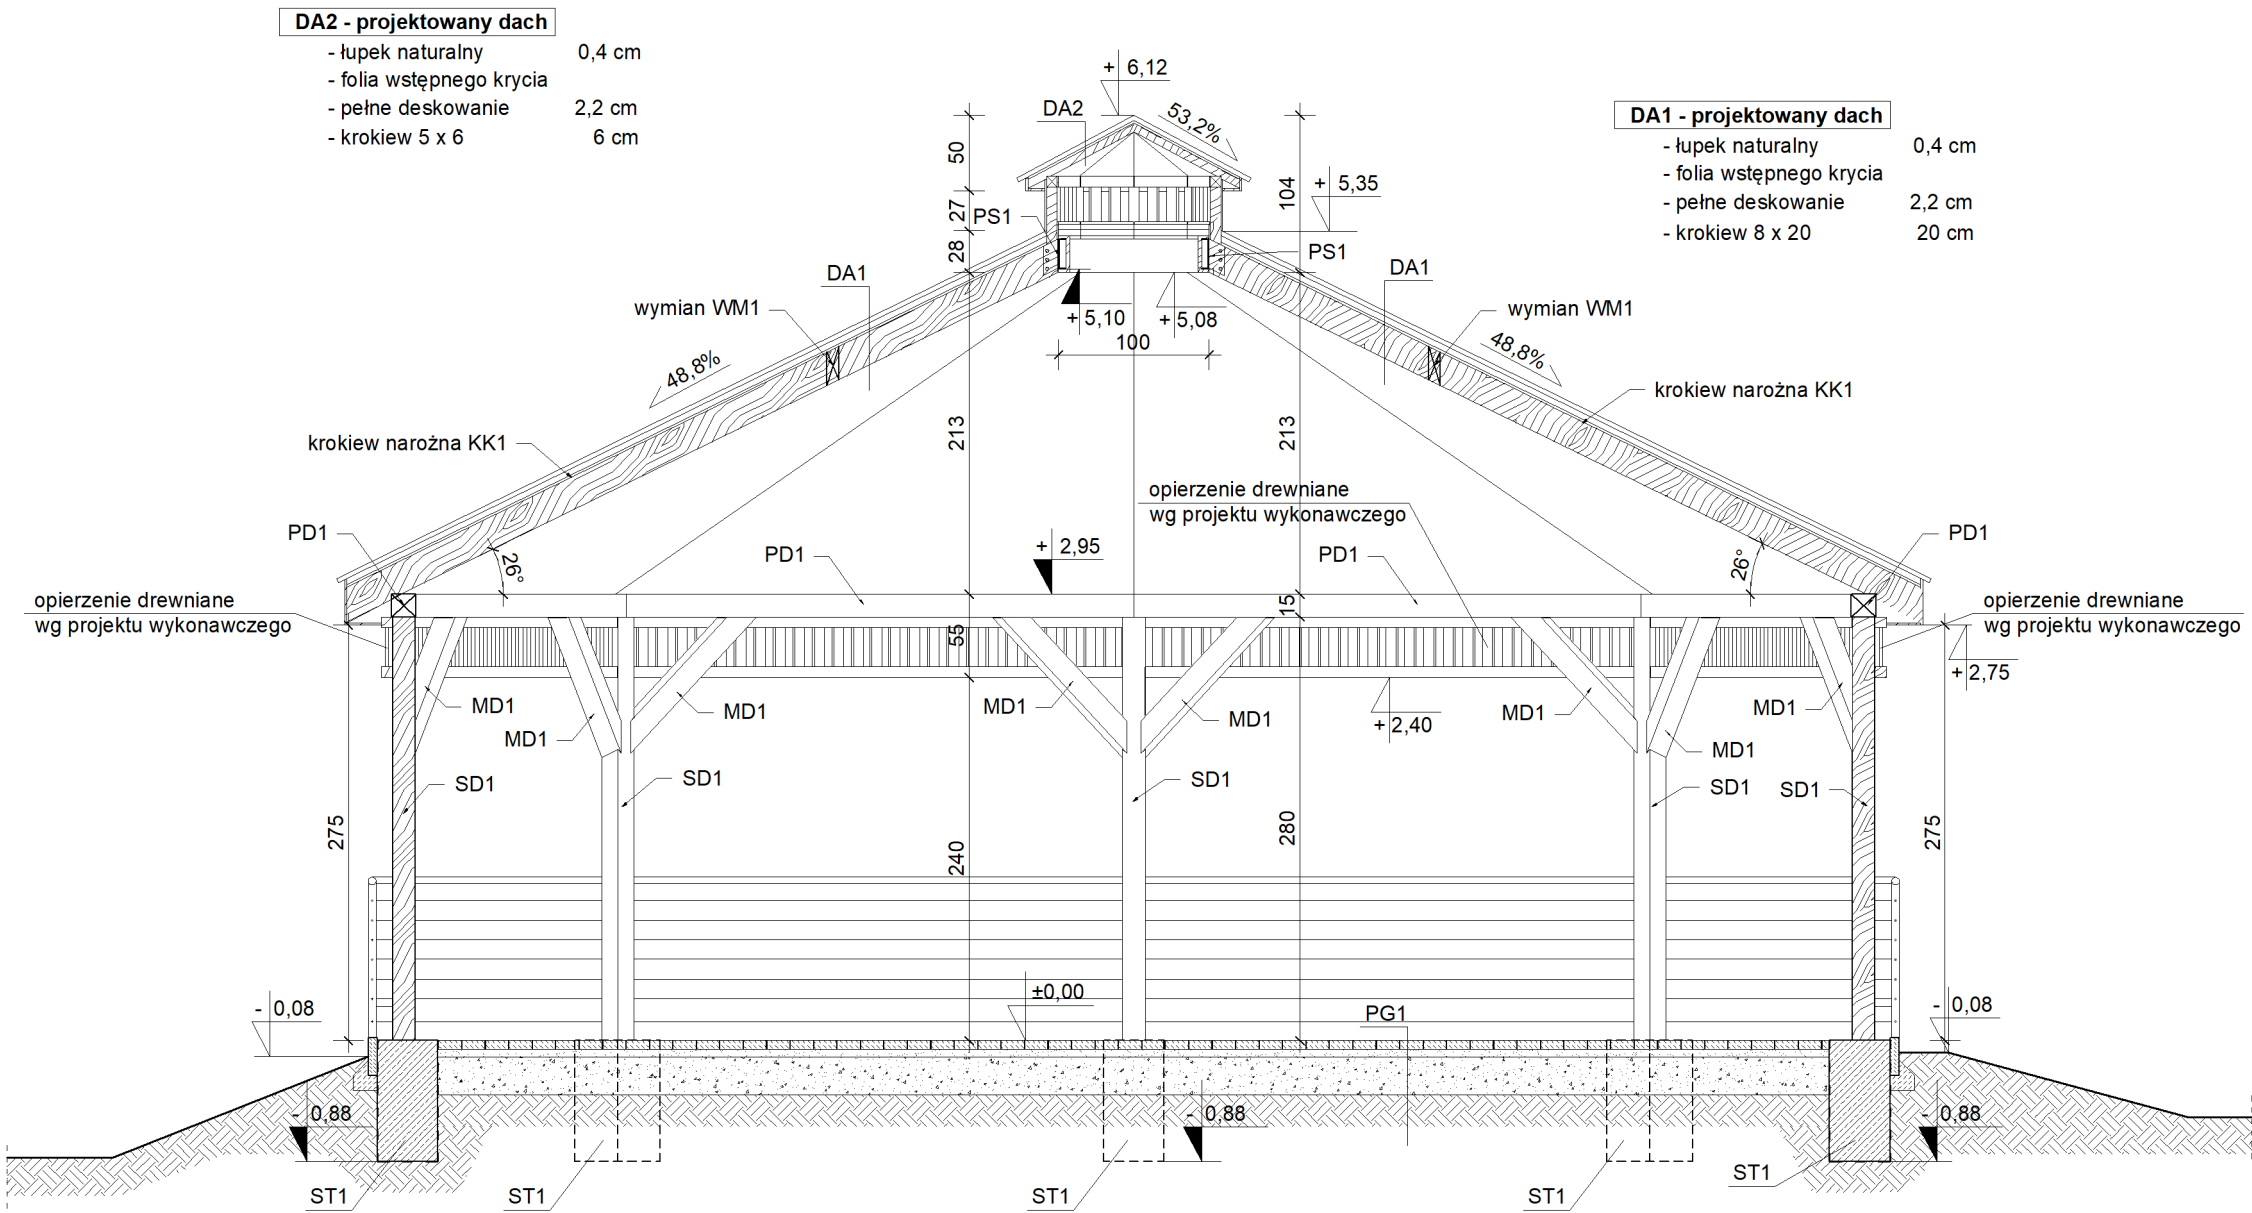 DA2 - projektowany dach
- łupek naturalny 0,4 cm
- folia wstępnego krycia
- pełne deskowanie 2,2 cm
- krokiew 5 x 6 6 cm
DA1 - projektowany dach
- łupek naturalny 0,4 cm
- folia wstępnego krycia
- pełne deskowanie 2,2 cm
- krokiew 8 x 20 20 cm
+ 6,12
DA2
53,2%
50
104
+ 5,35
27
PS1
28
PS1
DA1
DA1
wymian WM1
+ 5,10
+ 5,08
wymian WM1
100
48,8%
48,8%
krokiew narożna KK1
213
213
krokiew narożna KK1
opierzenie drewniane
wg projektu wykonawczego
PD1
26°
PD1
+ 2,95
PD1
26°
PD1
opierzenie drewniane
wg projektu wykonawczego
15
55
opierzenie drewniane
wg projektu wykonawczego
+ 2,75
MD1
MD1
MD1
MD1
MD1
+ 2,40
MD1
MD1
MD1
SD1
SD1
SD1
SD1
SD1
275
240
280
275
- 0,08
±0,00
PG1
- 0,08
- 0,88
- 0,88
- 0,88
ST1
ST1
ST1
ST1
ST1